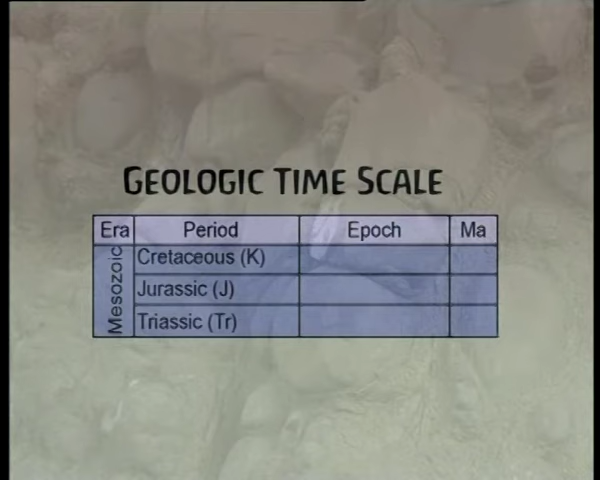 GEOLOGIC TIME SCALE
Era Period Epoch Ma
Mesozoic
Cretaceous (K)
Jurassic (J)
Triassic (Tr)